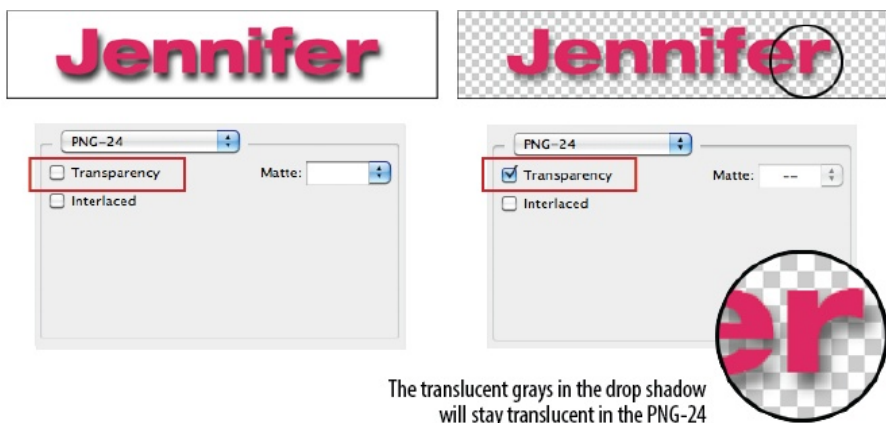 Jennifer
Jennifer
PNG-24
Transparency
Matte:
Interlaced
PNG-24
Transparency
Matte: --
Interlaced
er
The translucent grays in the drop shadow
will stay translucent in the PNG-24